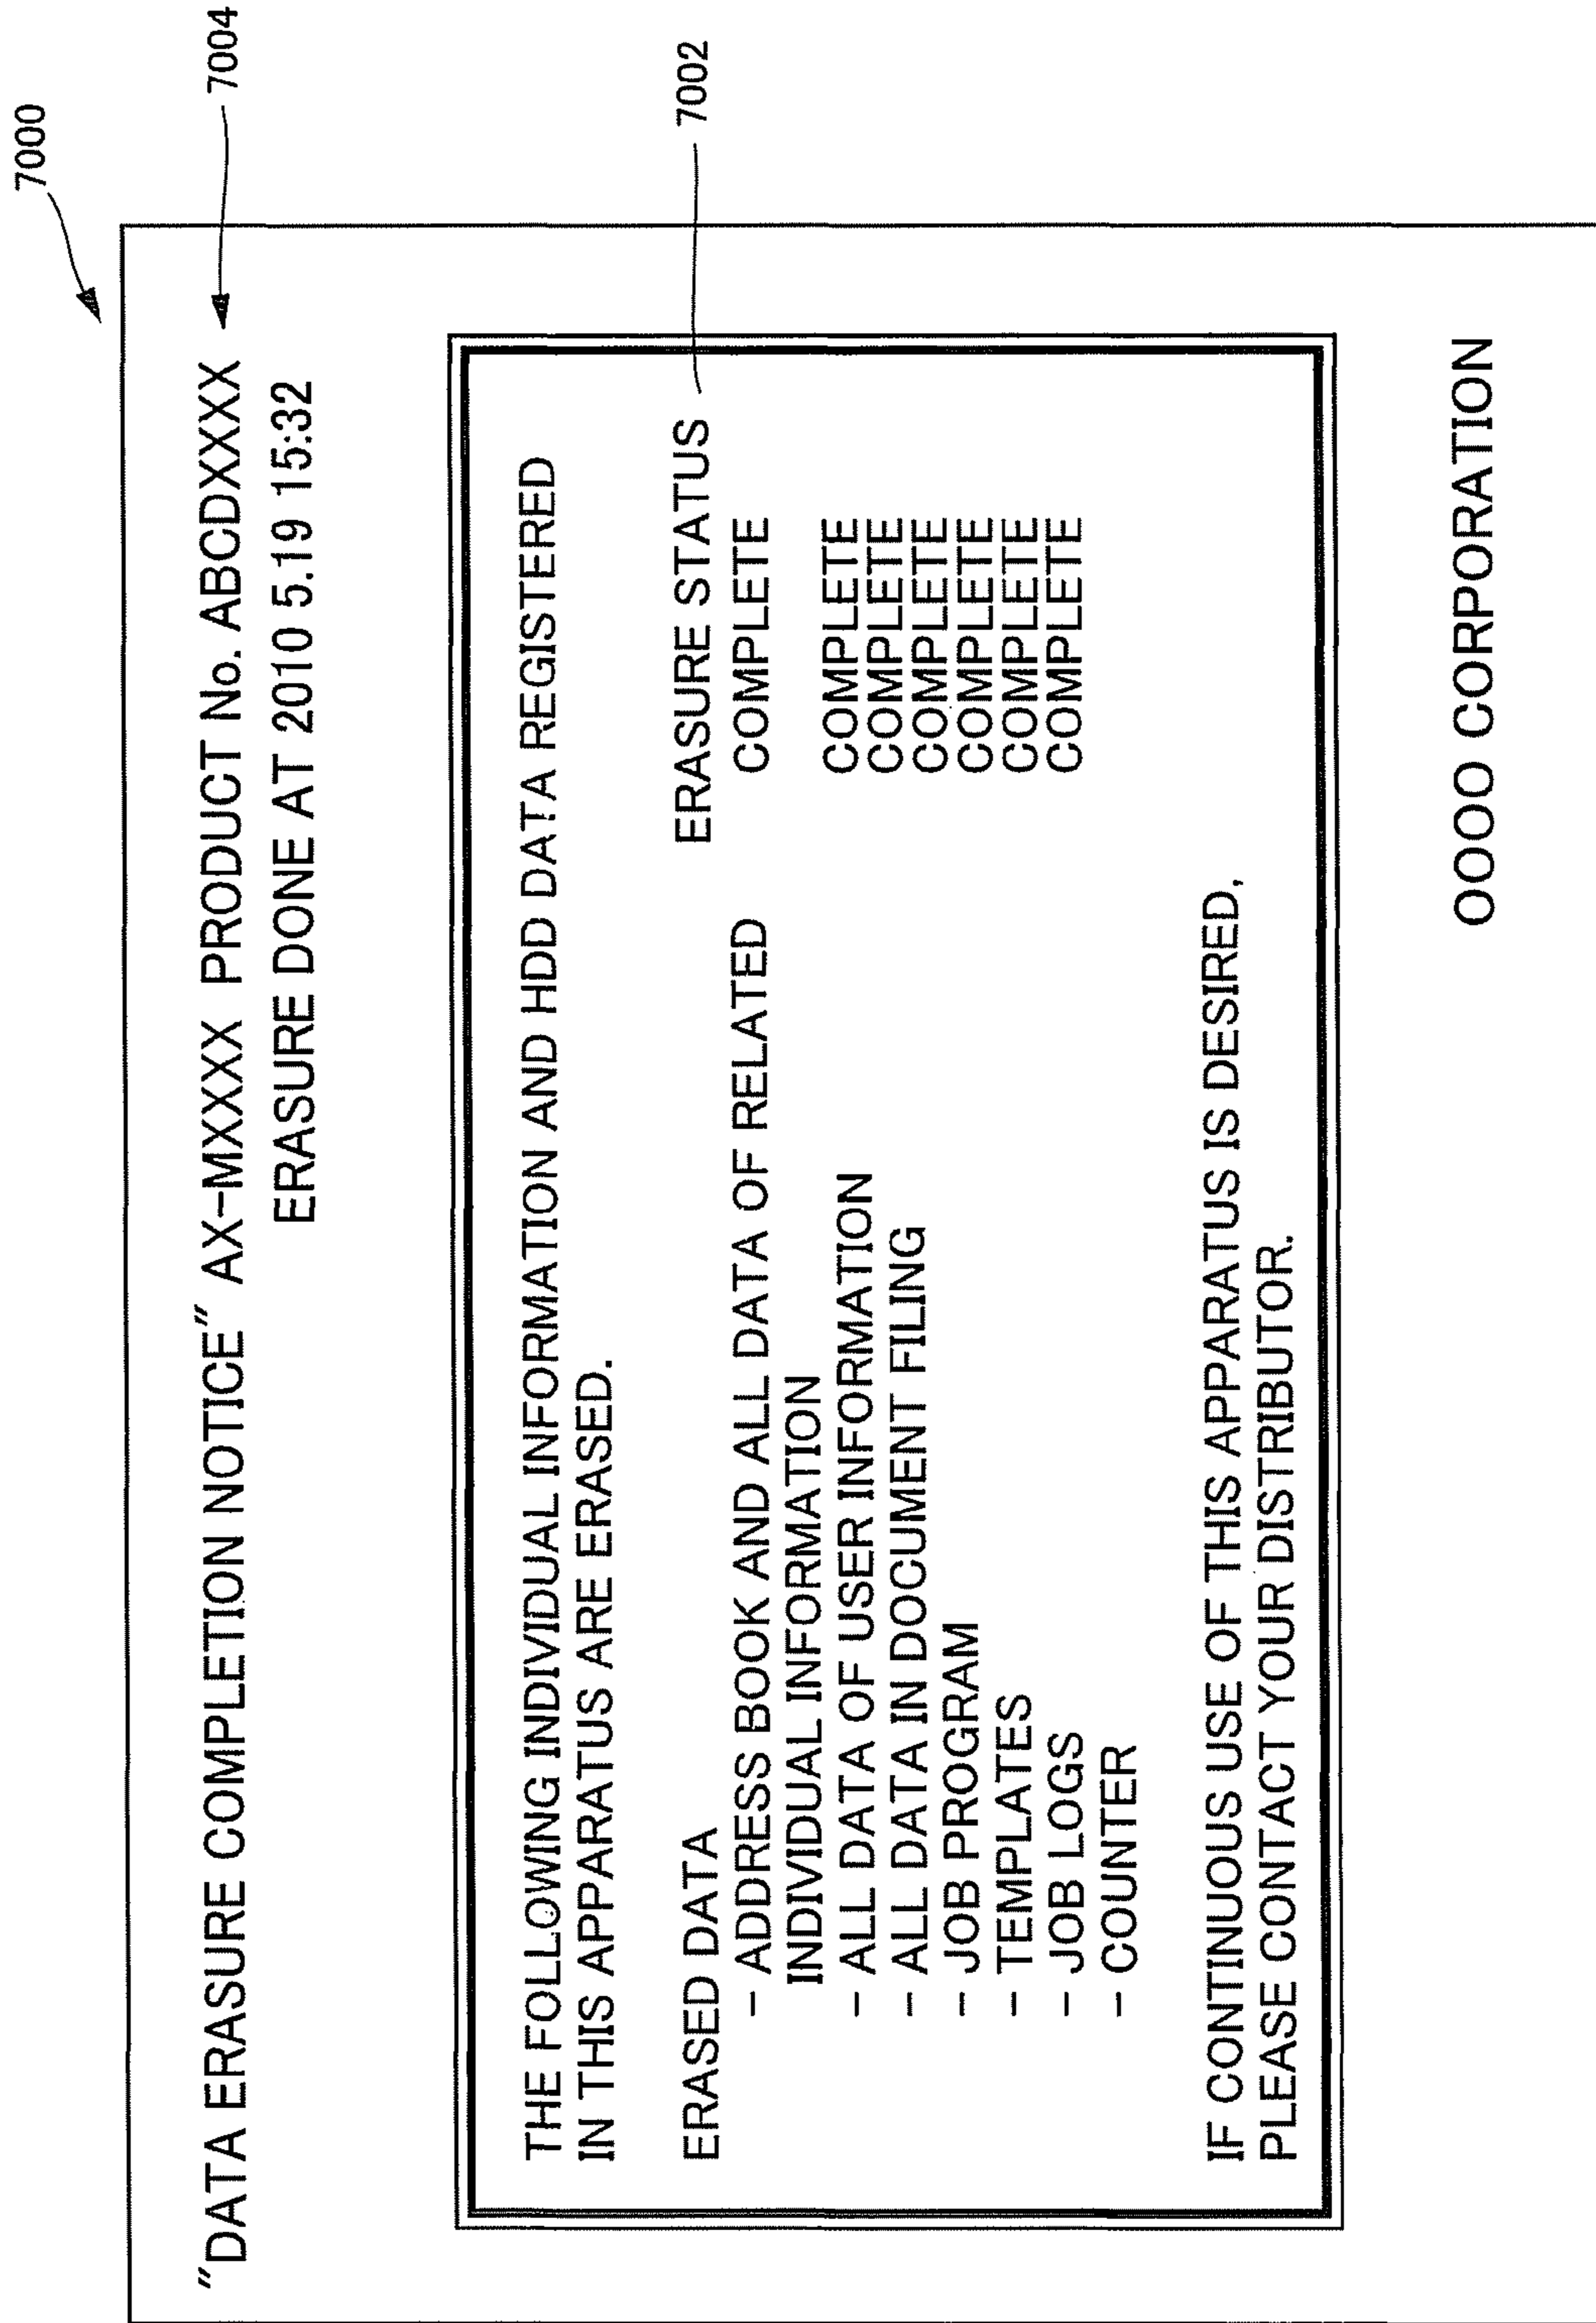 7000
"DATA ERASURE COMPLETION NOTICE" AX-MXXXX PRODUCT No. ABCDXXXX
7004
ERASURE DONE AT 2010 5.19 15:32
THE FOLLOWING INDIVIDUAL INFORMATION AND HDD DATA REGISTERED
IN THIS APPARATUS ARE ERASED.
ERASED DATA ERASURE STATUS
7002
- ADDRESS BOOK AND ALL DATA OF RELATED COMPLETE
INDIVIDUAL INFORMATION
- ALL DATA OF USER INFORMATION COMPLETE
- ALL DATA IN DOCUMENT FILING COMPLETE
- JOB PROGRAM COMPLETE
- TEMPLATES COMPLETE
- JOB LOGS COMPLETE
- COUNTER COMPLETE
IF CONTINUOUS USE OF THIS APPARATUS IS DESIRED,
PLEASE CONTACT YOUR DISTRIBUTOR.
OOOO CORPORATION